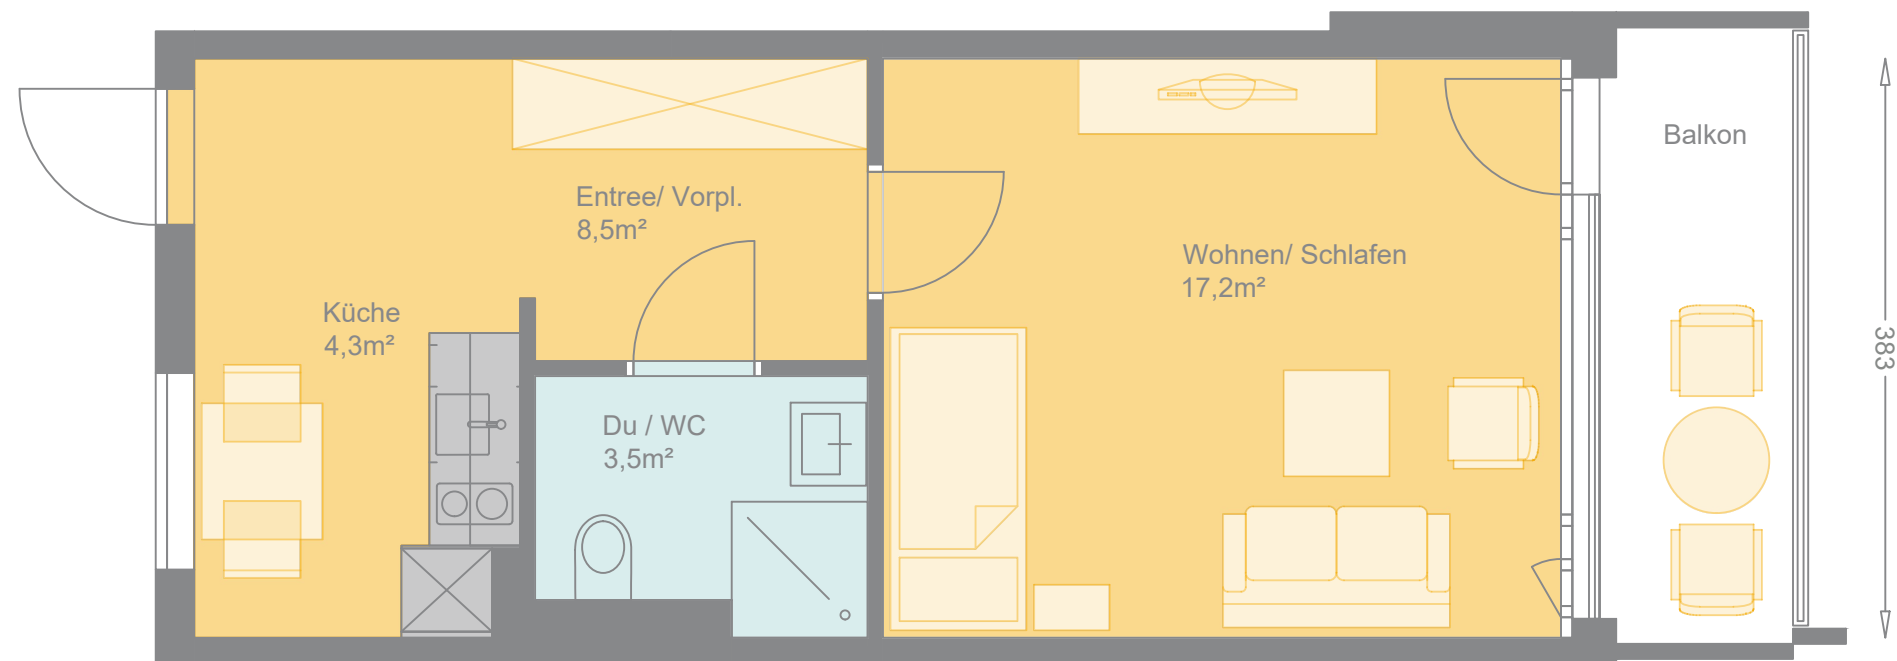 Balkon
Entree/ Vorpl.
8,5m²
Wohnen/ Schlafen
17,2m²
Küche
4,3m²
383
Du / WC
3,5m²